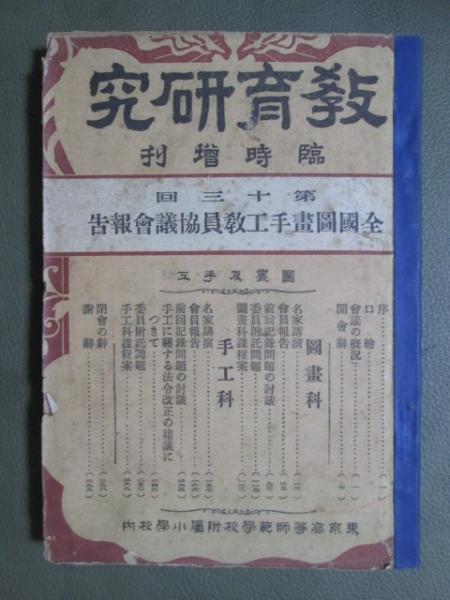 究研育教
刊增時臨
回三十第
告報會議協員教工手畫圖國全
工手及畫圖
序
口繪
會議の概況
開會辭
圖畫科
名家講演
會員報告
前回記錄問題の討議
委員附託問題
圖畫科課程案
手工科
名家講演
會員報告
前回記錄問題の討議
手工に關する法令改正の建議に
つきて
委員附託問題
手工科課程案
閉會の辭
謝辭
內校學小屬附校學範師等高京東